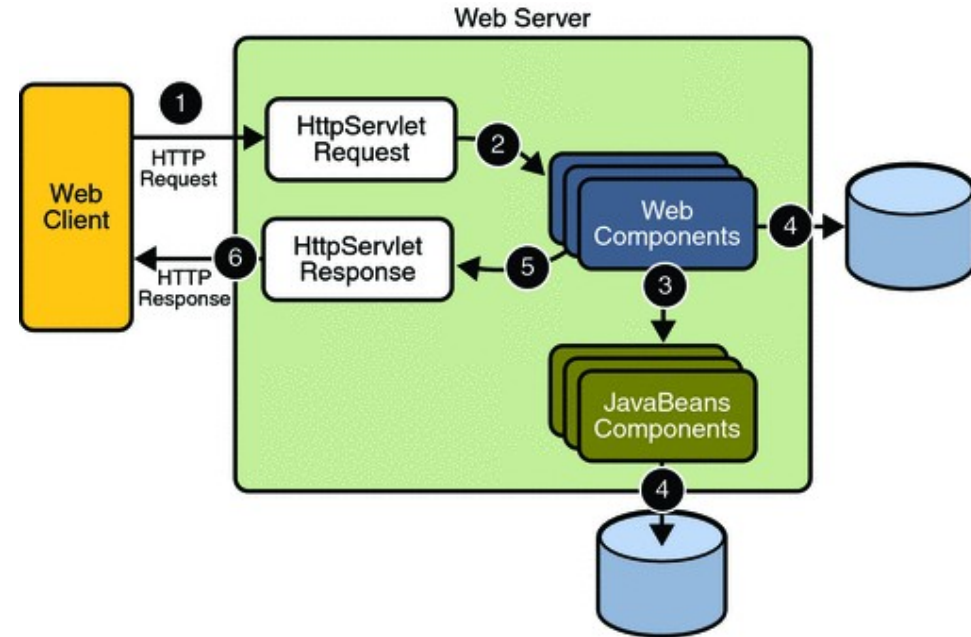 Web Server
1
HttpServlet
Request
2
HTTP
Request
Web
Client
Web
Components
4
HttpServlet
Response
6
5
HTTP
Response
3
JavaBeans
Components
4